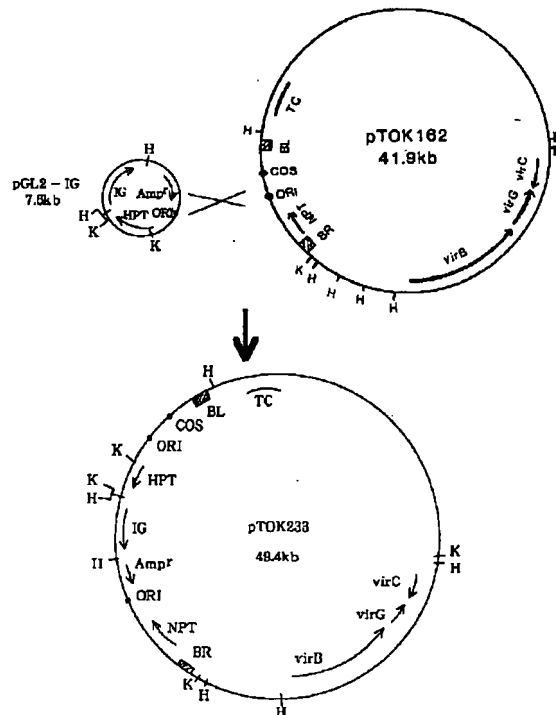 TC
H
BL
pTOK162
41.9kb
COS
ORI
NPT
BR
virC
virG
virB
K
H
H
H
H
H
pGL2-IG
7.5kb
IG
Ampr
HPT
ORI
H
K
K
H
BL
TC
COS
ORI
K
HPT
K
H
IG
pTOK233
49.4kb
H
Ampr
ORI
K
H
virC
virG
NPT
BR
virB
K
H
H